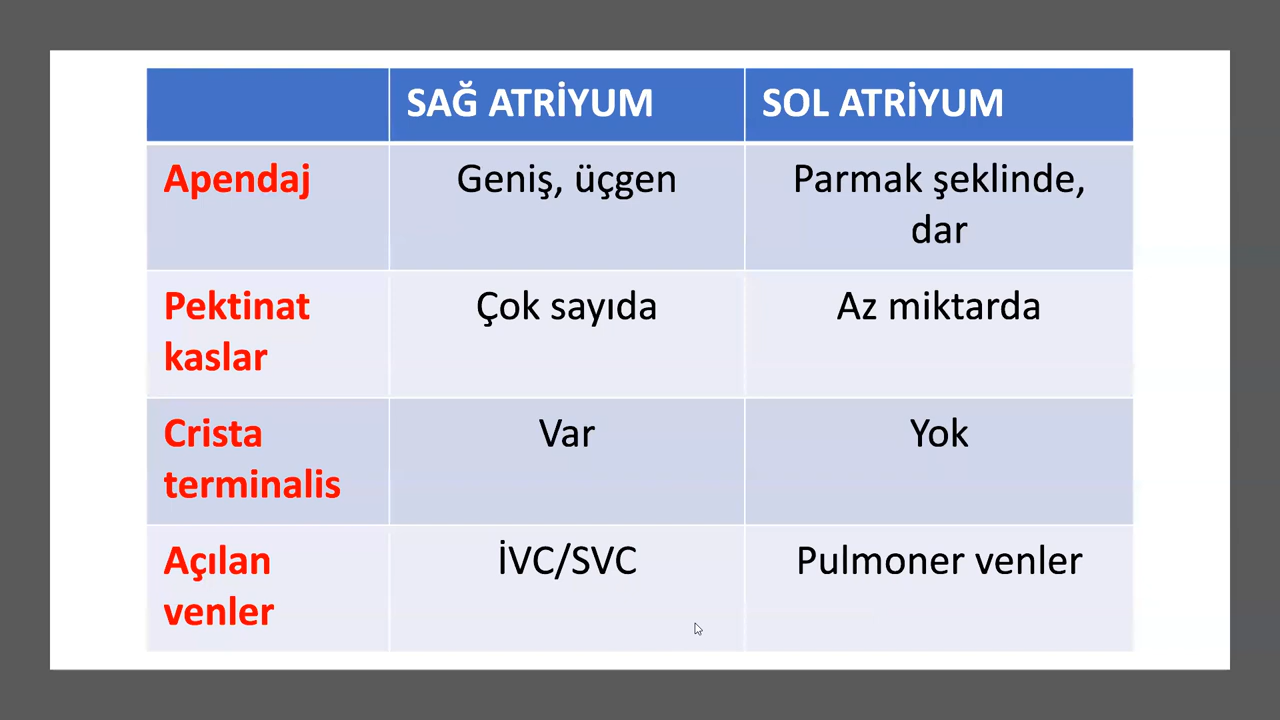 SAĞ ATRİYUM SOL ATRİYUM
Apendaj Geniş, üçgen Parmak şeklinde,
dar
Pektinat Çok sayıda Az miktarda
kaslar
Crista Var Yok
terminalis
Açılan İVC/SVC Pulmoner venler
venler